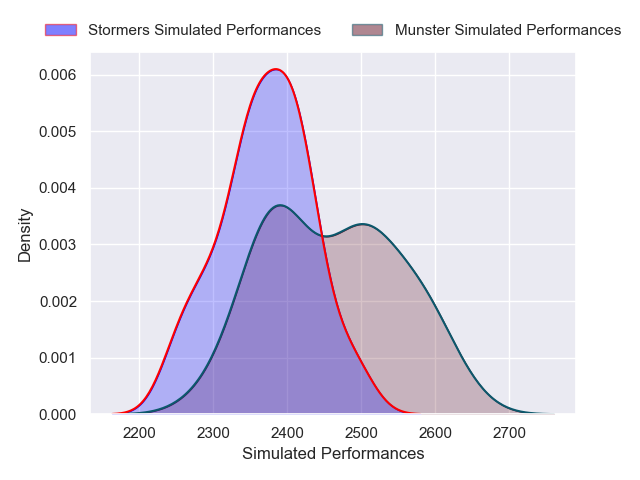 Stormers Simulated Performances
Munster Simulated Performances
0.006
0.005
0.004
0.003
0.002
0.001
0.000
Density
2200 2300 2400 2500 2600 2700
Simulated Performances